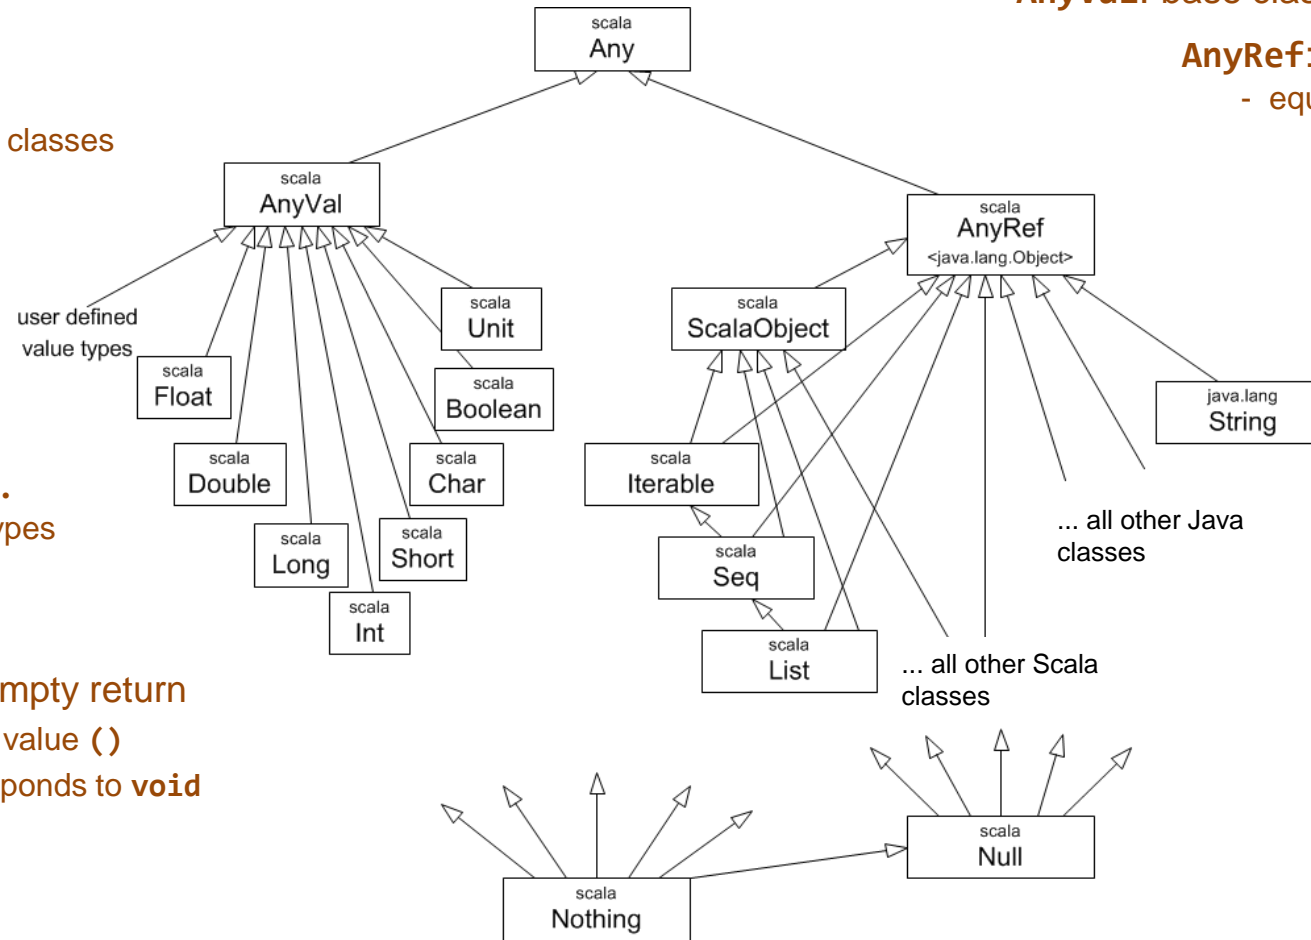 AnyVal: base clas
scala
Any
AnyRef:
- equ
classes
scala
AnyVal
scala
AnyRef
<java.lang.Object>
user defined
value types
scala
Unit
scala
ScalaObject
scala
Float
scala
Boolean
java.lang
String
scala
Double
scala
Char
scala
Iterable
.
ypes
scala
Long
scala
Short
scala
Seq
... all other Java
classes
scala
Int
scala
List
... all other Scala
classes
mpty return
value ()
ponds to void
scala
Null
scala
Nothing